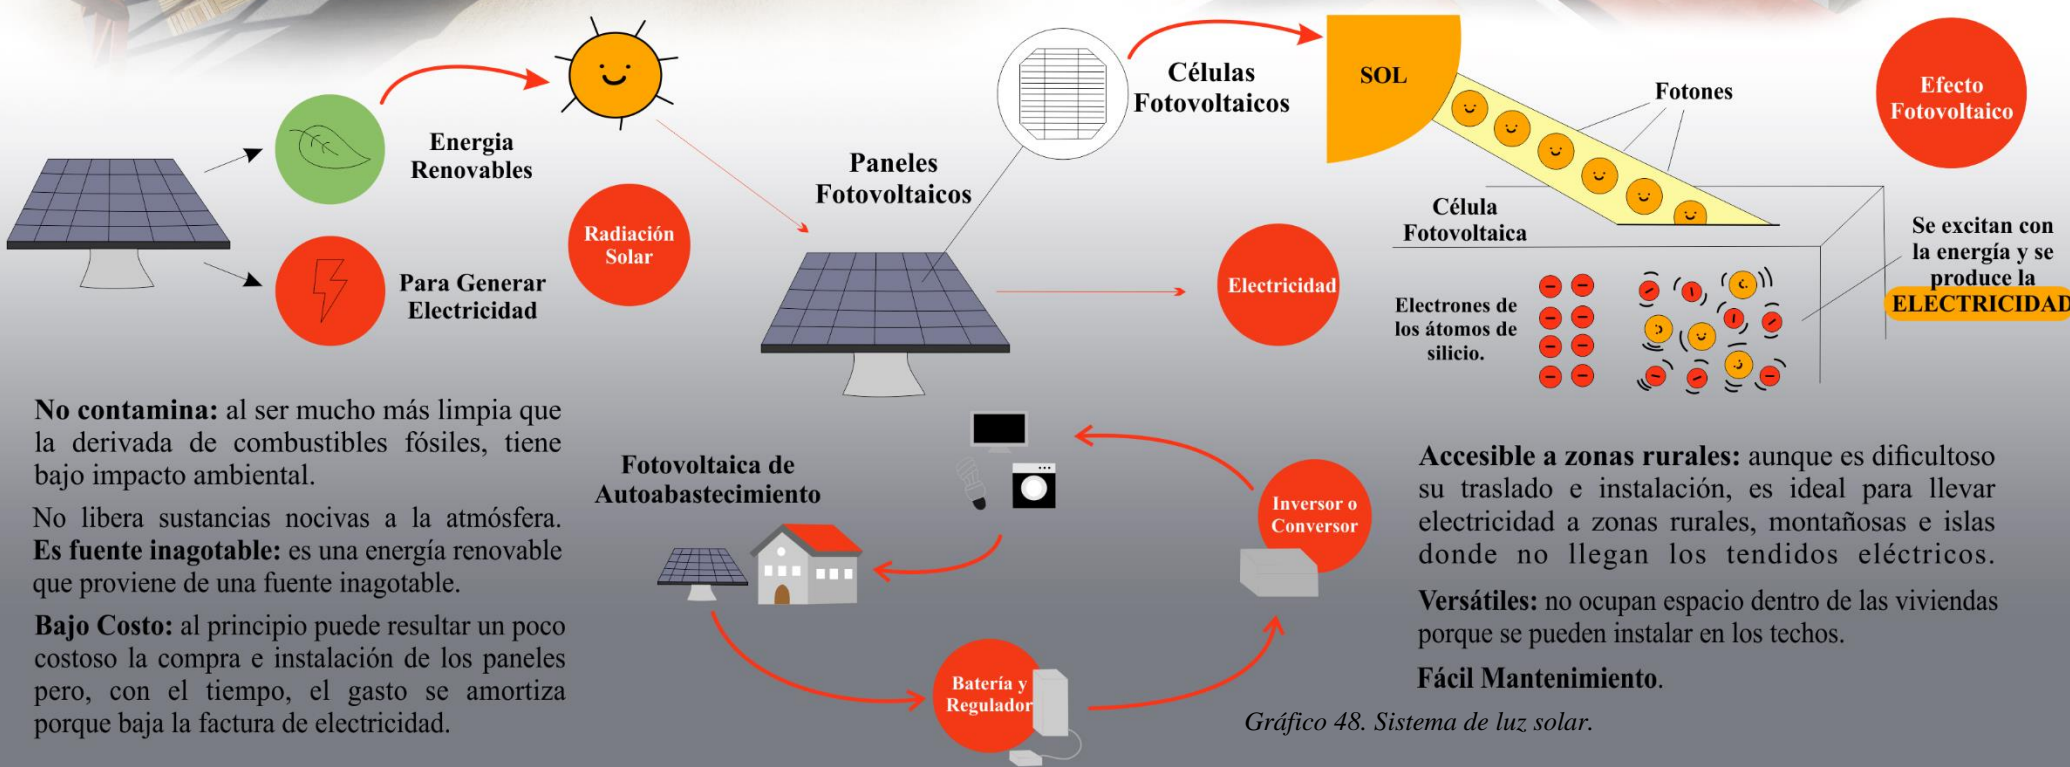 Energia
Renovables
Para Generar
Electricidad
Radiación
Solar
Paneles
Fotovoltaicos
Células
Fotovoltaicos
Electricidad
SOL
Fotones
Efecto
Fotovoltaico
Célula
Fotovoltaica
Electrones de
los átomos de
silicio.
Se excitan con
la energía y se
produce la
ELECTRICIDAD
No contamina: al ser mucho más limpia que
la derivada de combustibles fósiles, tiene
bajo impacto ambiental.
No libera sustancias nocivas a la atmósfera.
Es fuente inagotable: es una energía renovable
que proviene de una fuente inagotable.
Bajo Costo: al principio puede resultar un poco
costoso la compra e instalación de los paneles
pero, con el tiempo, el gasto se amortiza
porque baja la factura de electricidad.
Fotovoltaica de
Autoabastecimiento
Inversor o
Conversor
Batería y
Regulador
Accesible a zonas rurales: aunque es dificultoso
su traslado e instalación, es ideal para llevar
electricidad a zonas rurales, montañosas e islas
donde no llegan los tendidos eléctricos.
Versátiles: no ocupan espacio dentro de las viviendas
porque se pueden instalar en los techos.
Fácil Mantenimiento.
Gráfico 48. Sistema de luz solar.